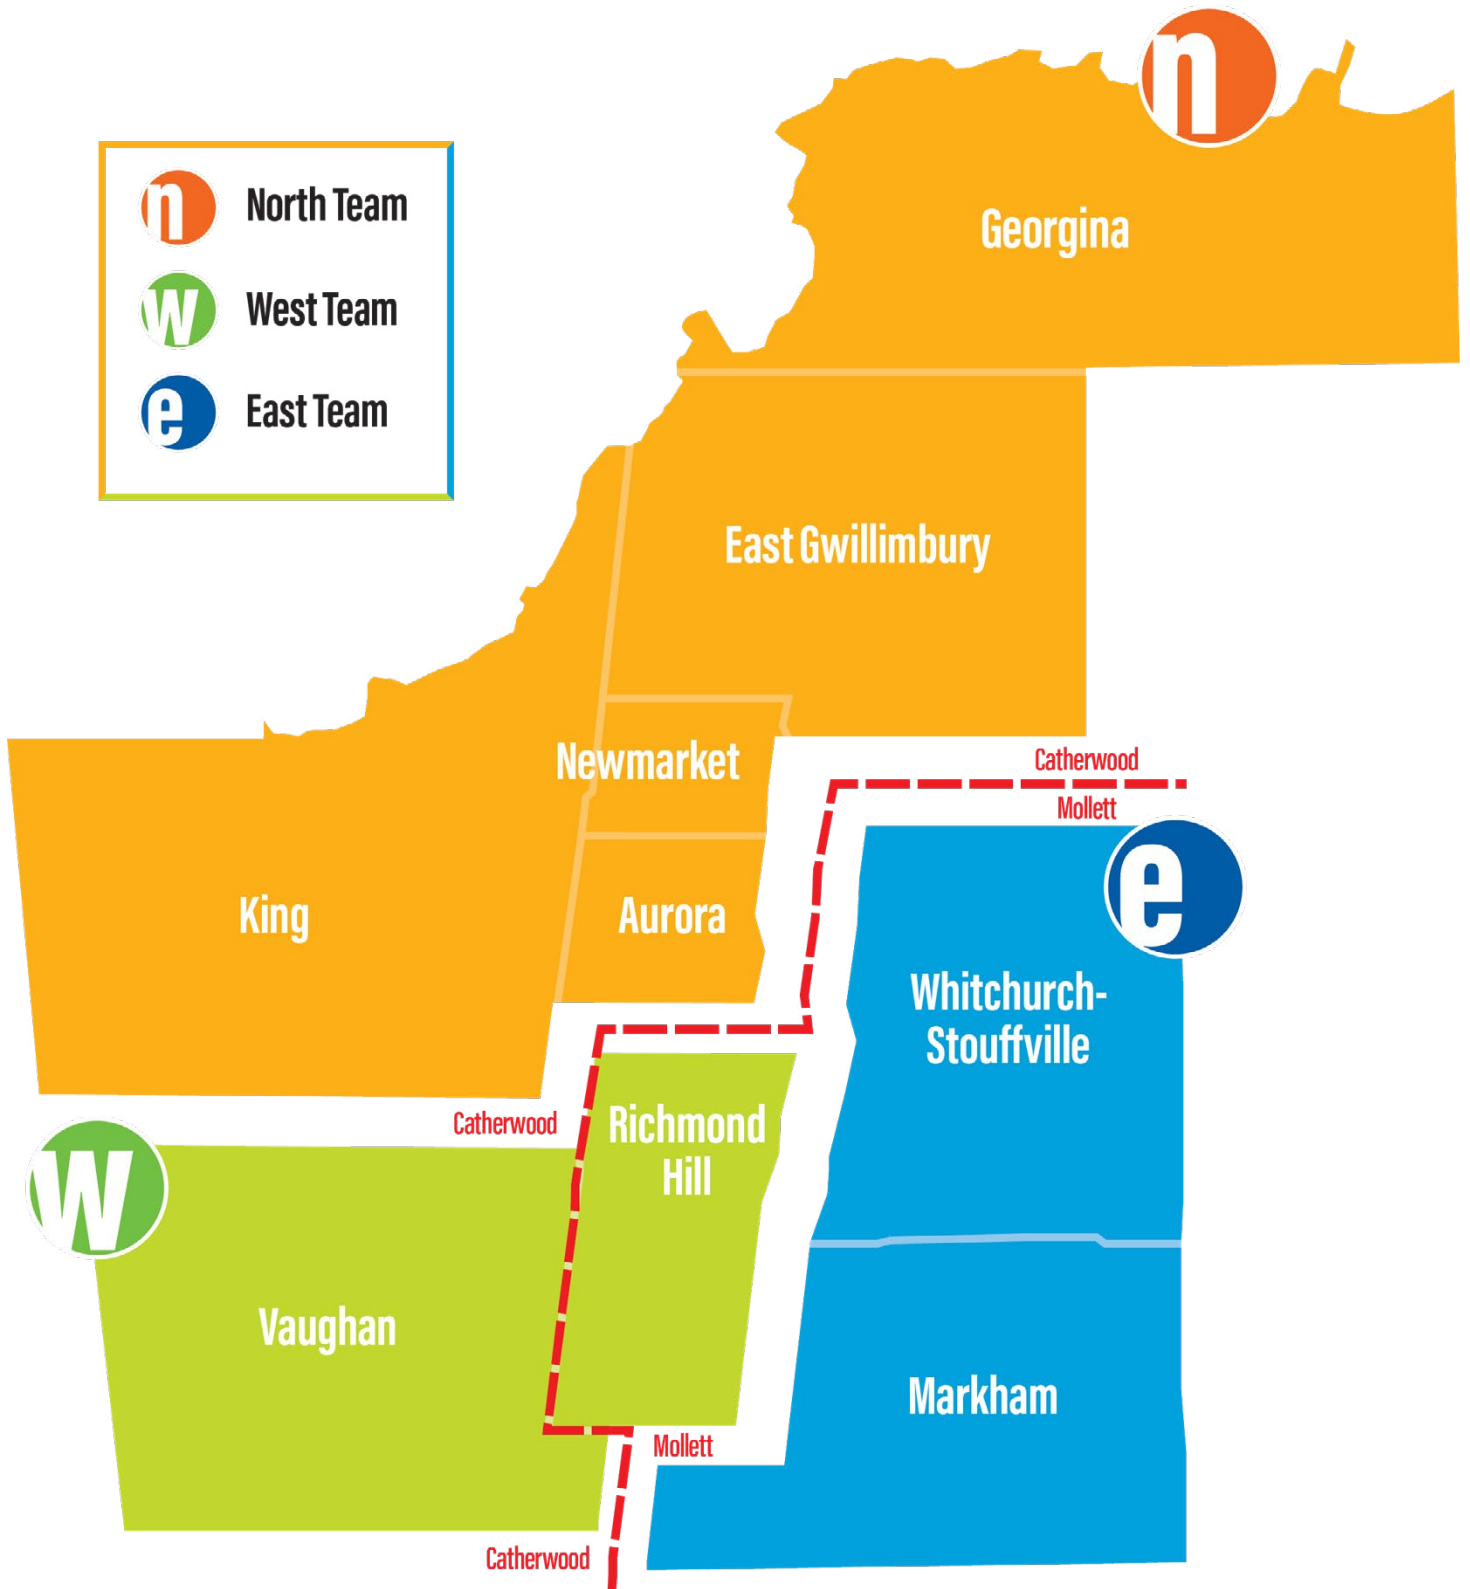 n
Georgina
n North Team
w West Team
e East Team
East Gwillimbury
Newmarket
Catherwood
Mollett
e
King
Aurora
Whitchurch-
Stouffville
Catherwood
Richmond
Hill
w
Vaughan
Markham
Mollett
Catherwood